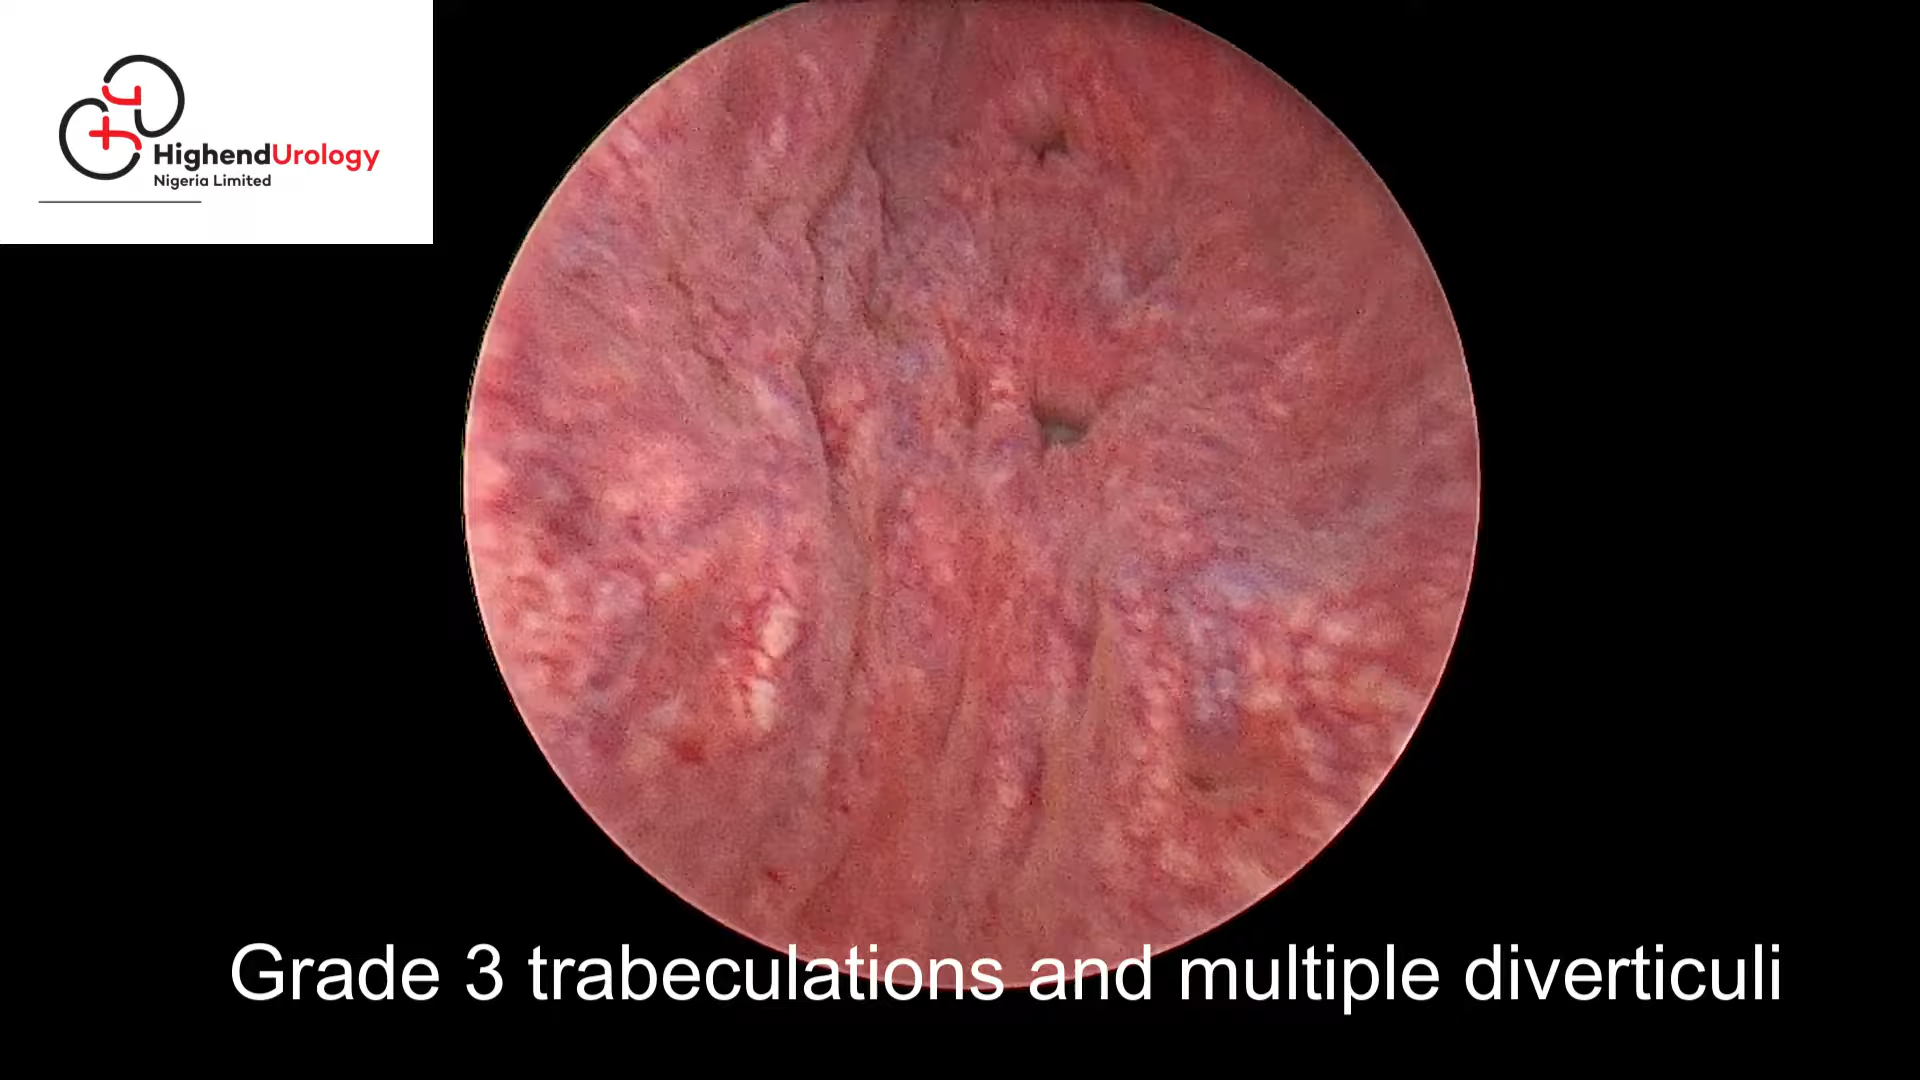 HighendUrology
Nigeria Limited
Grade 3 trabeculations and multiple diverticuli